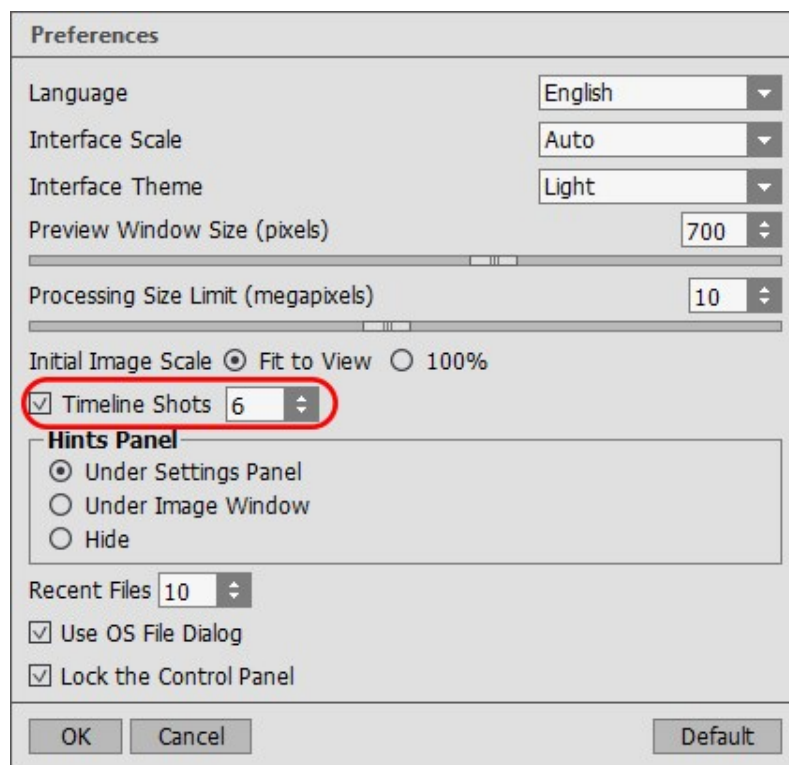 Preferences
Language English
Interface Scale Auto
Interface Theme Light
Preview Window Size (pixels) 700
Processing Size Limit (megapixels) 10
Initial Image Scale Fit to View 100%
Timeline Shots 6
Hints Panel
Under Settings Panel
Under Image Window
Hide
Recent Files 10
Use OS File Dialog
Lock the Control Panel
OK Cancel Default